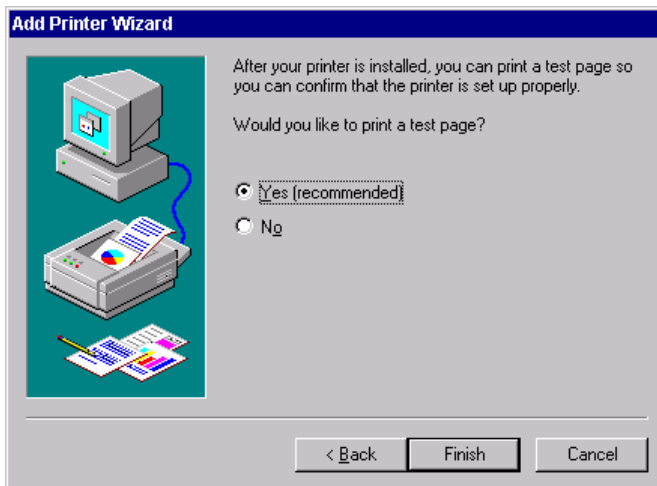 Add Printer Wizard
After your printer is installed, you can print a test page so
you can confirm that the printer is set up properly.
Would you like to print a test page?
Yes (recommended)
No
< Back
Finish
Cancel